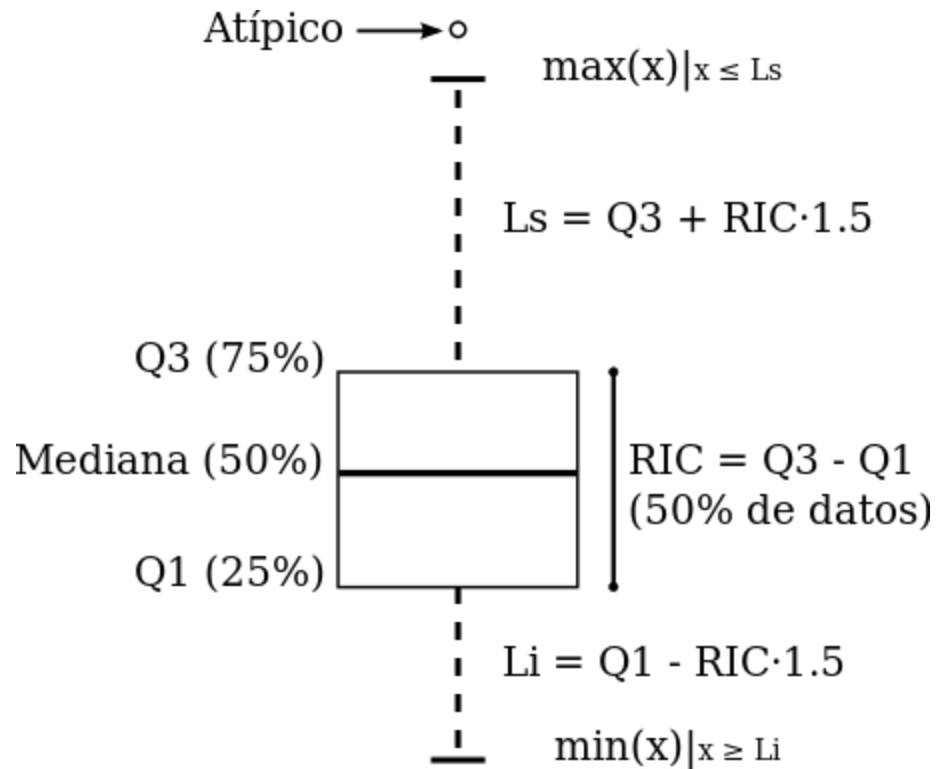 Atípico
max(x)|x ≤ Ls
Ls = Q3 + RIC·1.5
Q3 (75%)
Mediana (50%)
RIC = Q3 - Q1
(50% de datos)
Q1 (25%)
Li = Q1 - RIC·1.5
min(x)|x ≥ Li